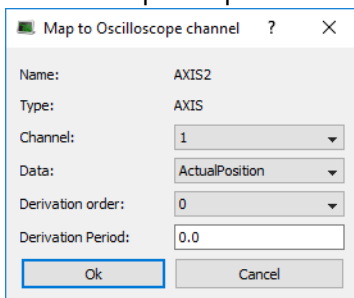 Map to Oscilloscope channel ? ×
Name: AXIS2
Type: AXIS
Channel: 1
Data: ActualPosition
Derivation order: 0
Derivation Period: 0.0
Ok Cancel